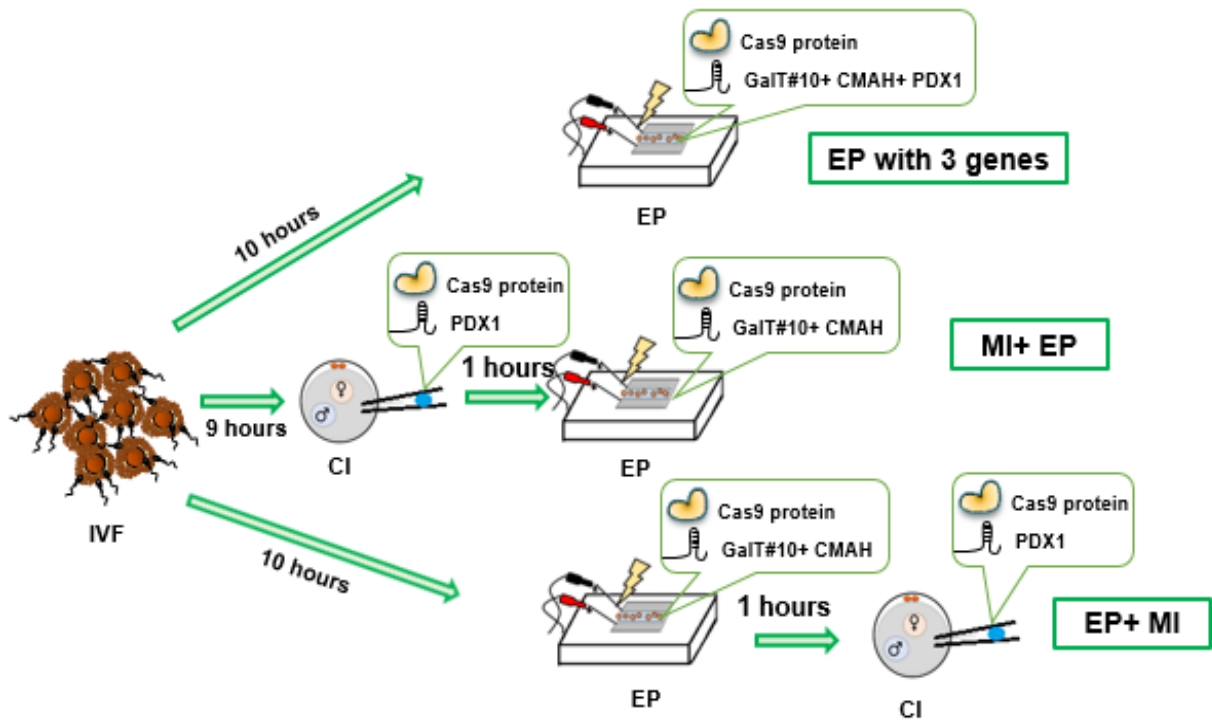 Cas9 protein
GalT#10+ CMAH+ PDX1
EP with 3 genes
EP
10 hours
Cas9 protein
PDX1
Cas9 protein
GalT#10+ CMAH
MI+ EP
1 hours
9 hours
♀
♂
CI
EP
IVF
10 hours
Cas9 protein
GalT#10+ CMAH
Cas9 protein
PDX1
1 hours
♀
♂
EP+ MI
EP
CI